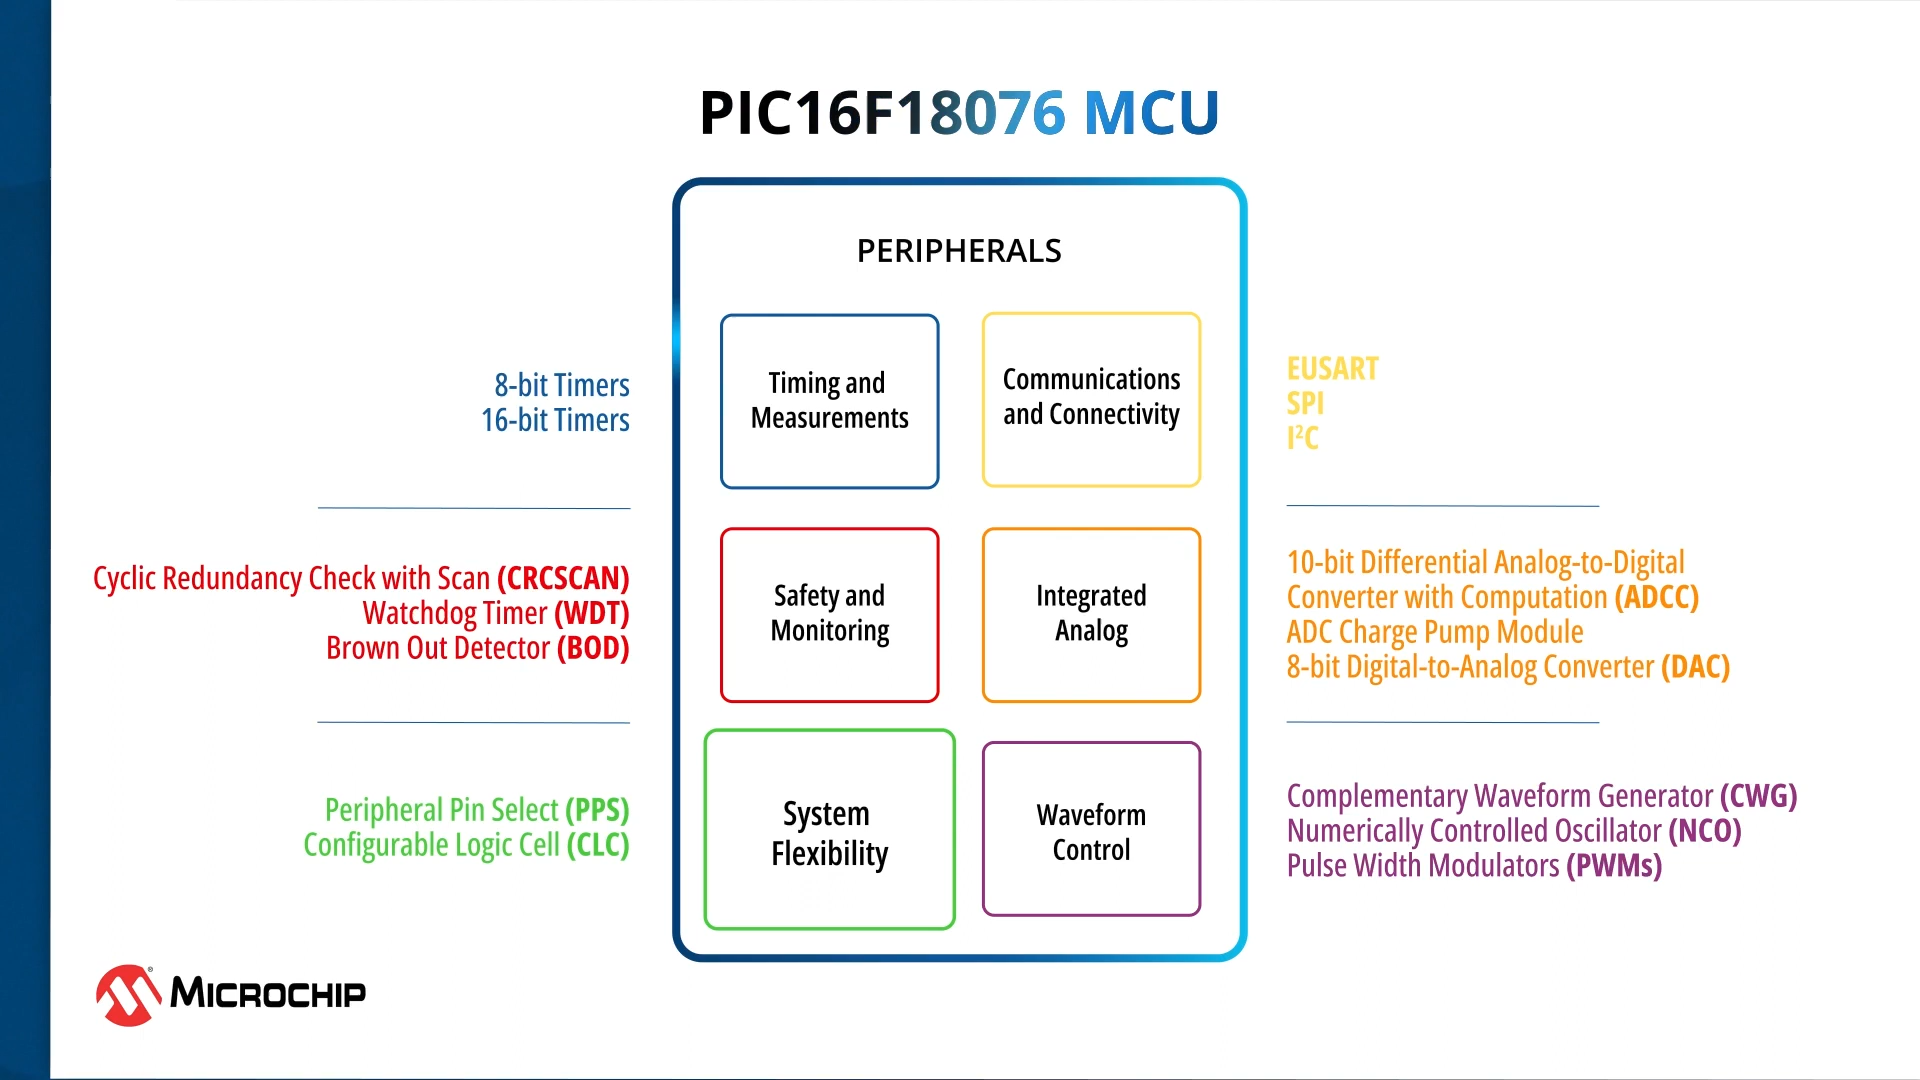 PIC16F18076 MCU
PERIPHERALS
Timing and
Measurements
8-bit Timers
16-bit Timers
Communications
and Connectivity
EUSART
SPI
I²C
Safety and
Monitoring
Cyclic Redundancy Check with Scan (CRCSCAN)
Watchdog Timer (WDT)
Brown Out Detector (BOD)
Integrated
Analog
10-bit Differential Analog-to-Digital
Converter with Computation (ADCC)
ADC Charge Pump Module
8-bit Digital-to-Analog Converter (DAC)
System
Flexibility
Peripheral Pin Select (PPS)
Configurable Logic Cell (CLC)
Waveform
Control
Complementary Waveform Generator (CWG)
Numerically Controlled Oscillator (NCO)
Pulse Width Modulators (PWMs)
® MICROCHIP